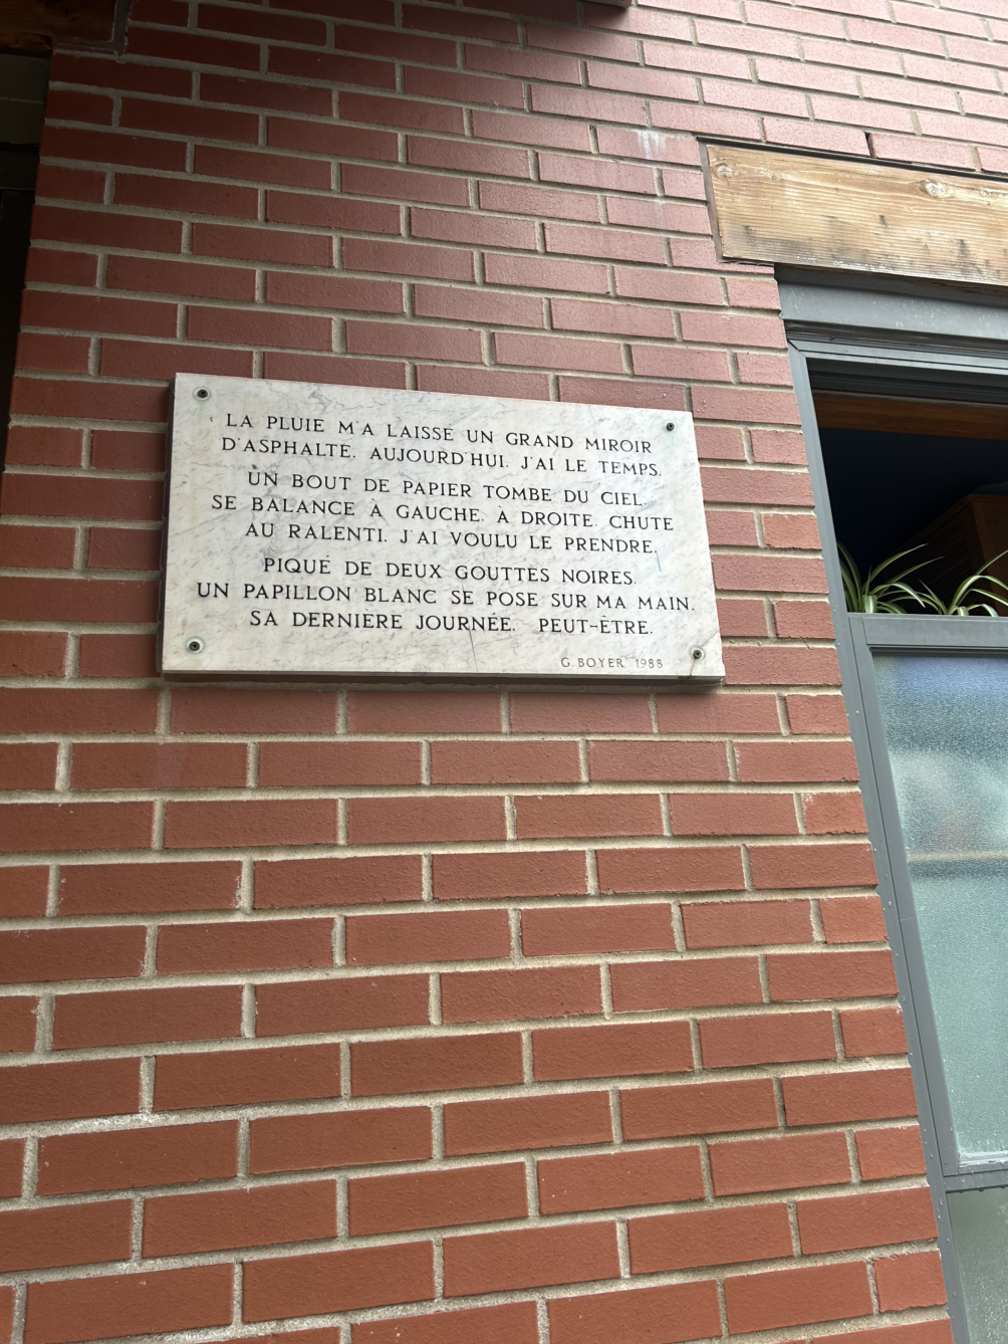 LA PLUIE M'A LAISSÉ UN GRAND MIROIR
D'ASPHALTE. AUJOURD'HUI, J'AI LE TEMPS.
UN BOUT DE PAPIER TOMBE DU CIEL,
SE BALANCE À GAUCHE, À DROITE, CHUTE
AU RALENTI. J'AI VOULU LE PRENDRE.
PIQUÉ DE DEUX GOUTTES NOIRES,
UN PAPILLON BLANC SE POSE SUR MA MAIN.
SA DERNIÈRE JOURNÉE, PEUT-ÊTRE.
G. BOYER 1988